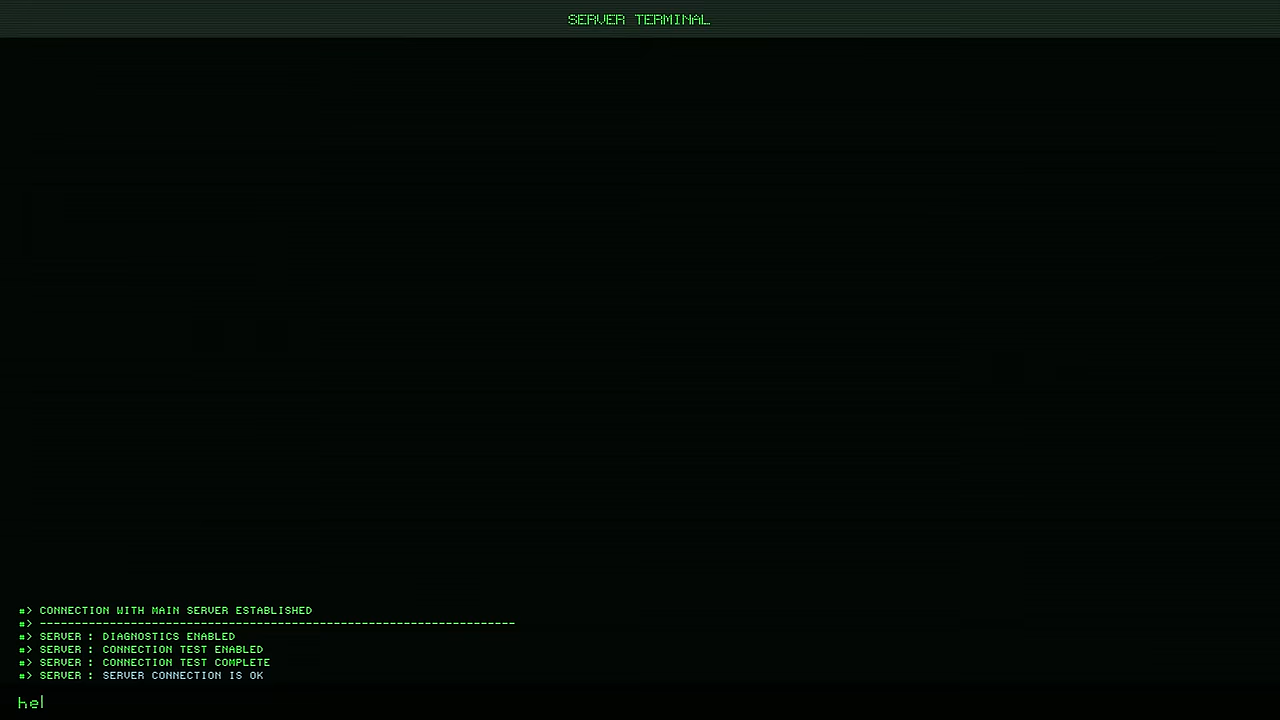 SERVER TERMINAL
#> CONNECTION WITH MAIN SERVER ESTABLISHED
#> --------------------------------------------------------------------
#> SERVER : DIAGNOSTICS ENABLED
#> SERVER : CONNECTION TEST ENABLED
#> SERVER : CONNECTION TEST COMPLETE
#> SERVER : SERVER CONNECTION IS OK
hel